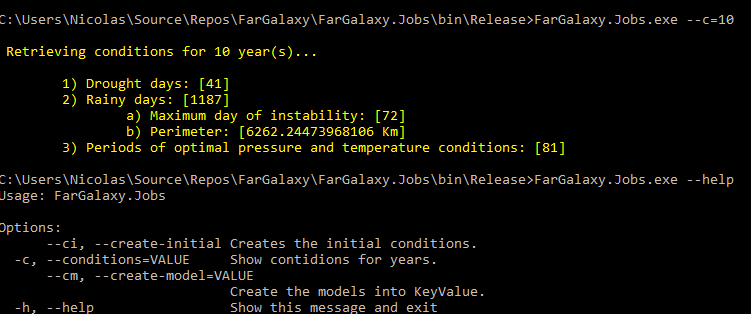 C:\Users\Nicolas\Source\Repos\FarGalaxy\FarGalaxy.Jobs\bin\Release>FarGalaxy.Jobs.exe --c=10
Retrieving conditions for 10 year(s)...
1) Drought days: [41]
2) Rainy days: [1187]
a) Maximum day of instability: [72]
b) Perimeter: [6262.24473968106 Km]
3) Periods of optimal pressure and temperature conditions: [81]
C:\Users\Nicolas\Source\Repos\FarGalaxy\FarGalaxy.Jobs\bin\Release>FarGalaxy.Jobs.exe --help
Usage: FarGalaxy.Jobs
Options:
--ci, --create-initial Creates the initial conditions.
-c, --conditions=VALUE Show contidions for years.
--cm, --create-model=VALUE
Create the models into KeyValue.
-h, --help Show this message and exit